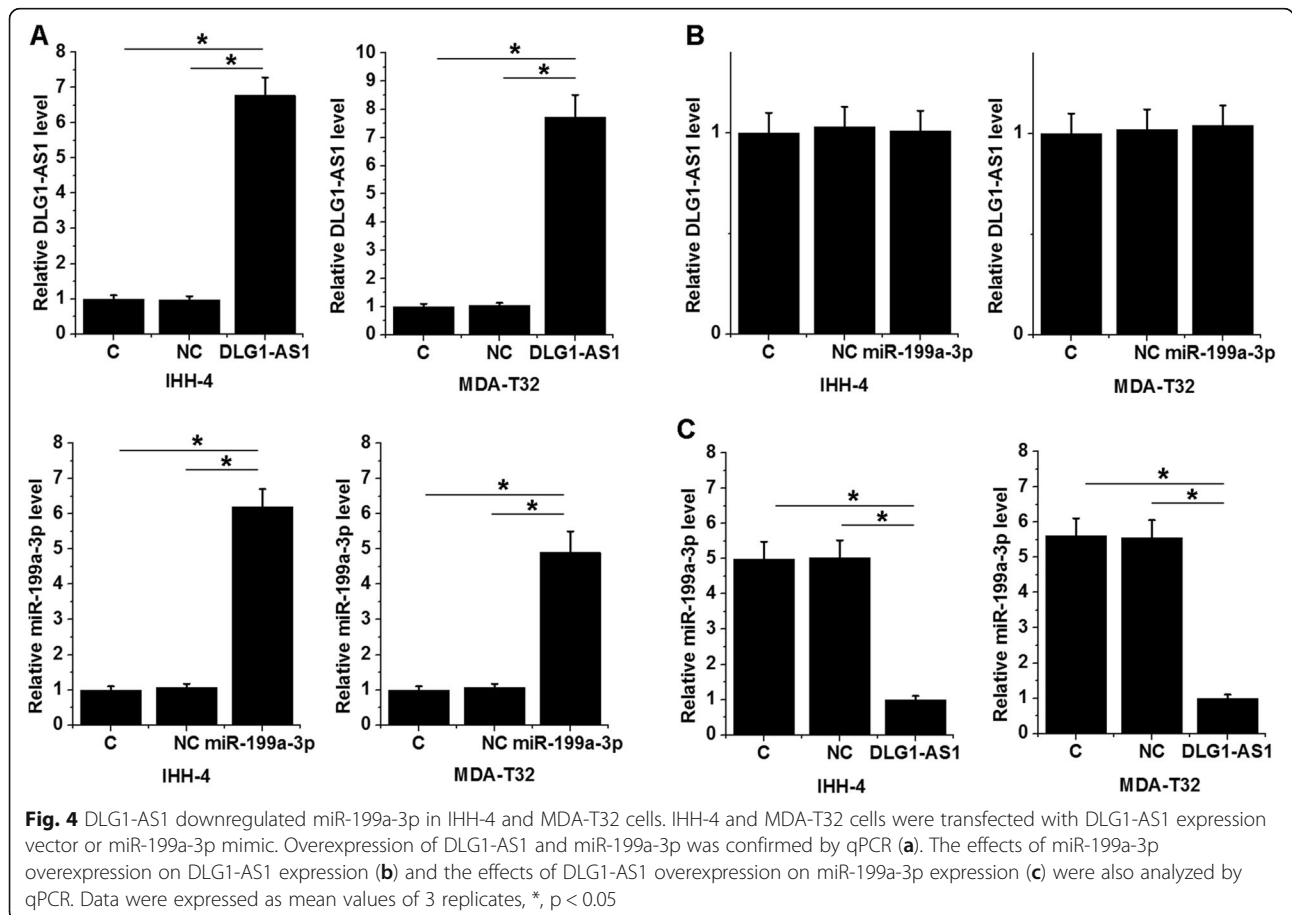 A
B
* *
* *
8 7 6 5 4 3 2 1 0
Relative DLG1-AS1 level
C NC DLG1-AS1
IHH-4
10 9 8 7 6 5 4 3 2 1 0
Relative DLG1-AS1 level
C NC DLG1-AS1
MDA-T32
1 0
Relative DLG1-AS1 level
C NC miR-199a-3p
IHH-4
1 0
Relative DLG1-AS1 level
C NC miR-199a-3p
MDA-T32
C
* *
* *
* *
* *
8 7 6 5 4 3 2 1 0
Relative miR-199a-3p level
C NC miR-199a-3p
IHH-4
8 7 6 5 4 3 2 1 0
Relative miR-199a-3p level
C NC miR-199a-3p
MDA-T32
8 7 6 5 4 3 2 1 0
Relative miR-199a-3p level
C NC DLG1-AS1
IHH-4
8 7 6 5 4 3 2 1 0
Relative miR-199a-3p level
C NC DLG1-AS1
MDA-T32
Fig. 4 DLG1-AS1 downregulated miR-199a-3p in IHH-4 and MDA-T32 cells. IHH-4 and MDA-T32 cells were transfected with DLG1-AS1 expression
vector or miR-199a-3p mimic. Overexpression of DLG1-AS1 and miR-199a-3p was confirmed by qPCR (a). The effects of miR-199a-3p
overexpression on DLG1-AS1 expression (b) and the effects of DLG1-AS1 overexpression on miR-199a-3p expression (c) were also analyzed by
qPCR. Data were expressed as mean values of 3 replicates, *, p < 0.05